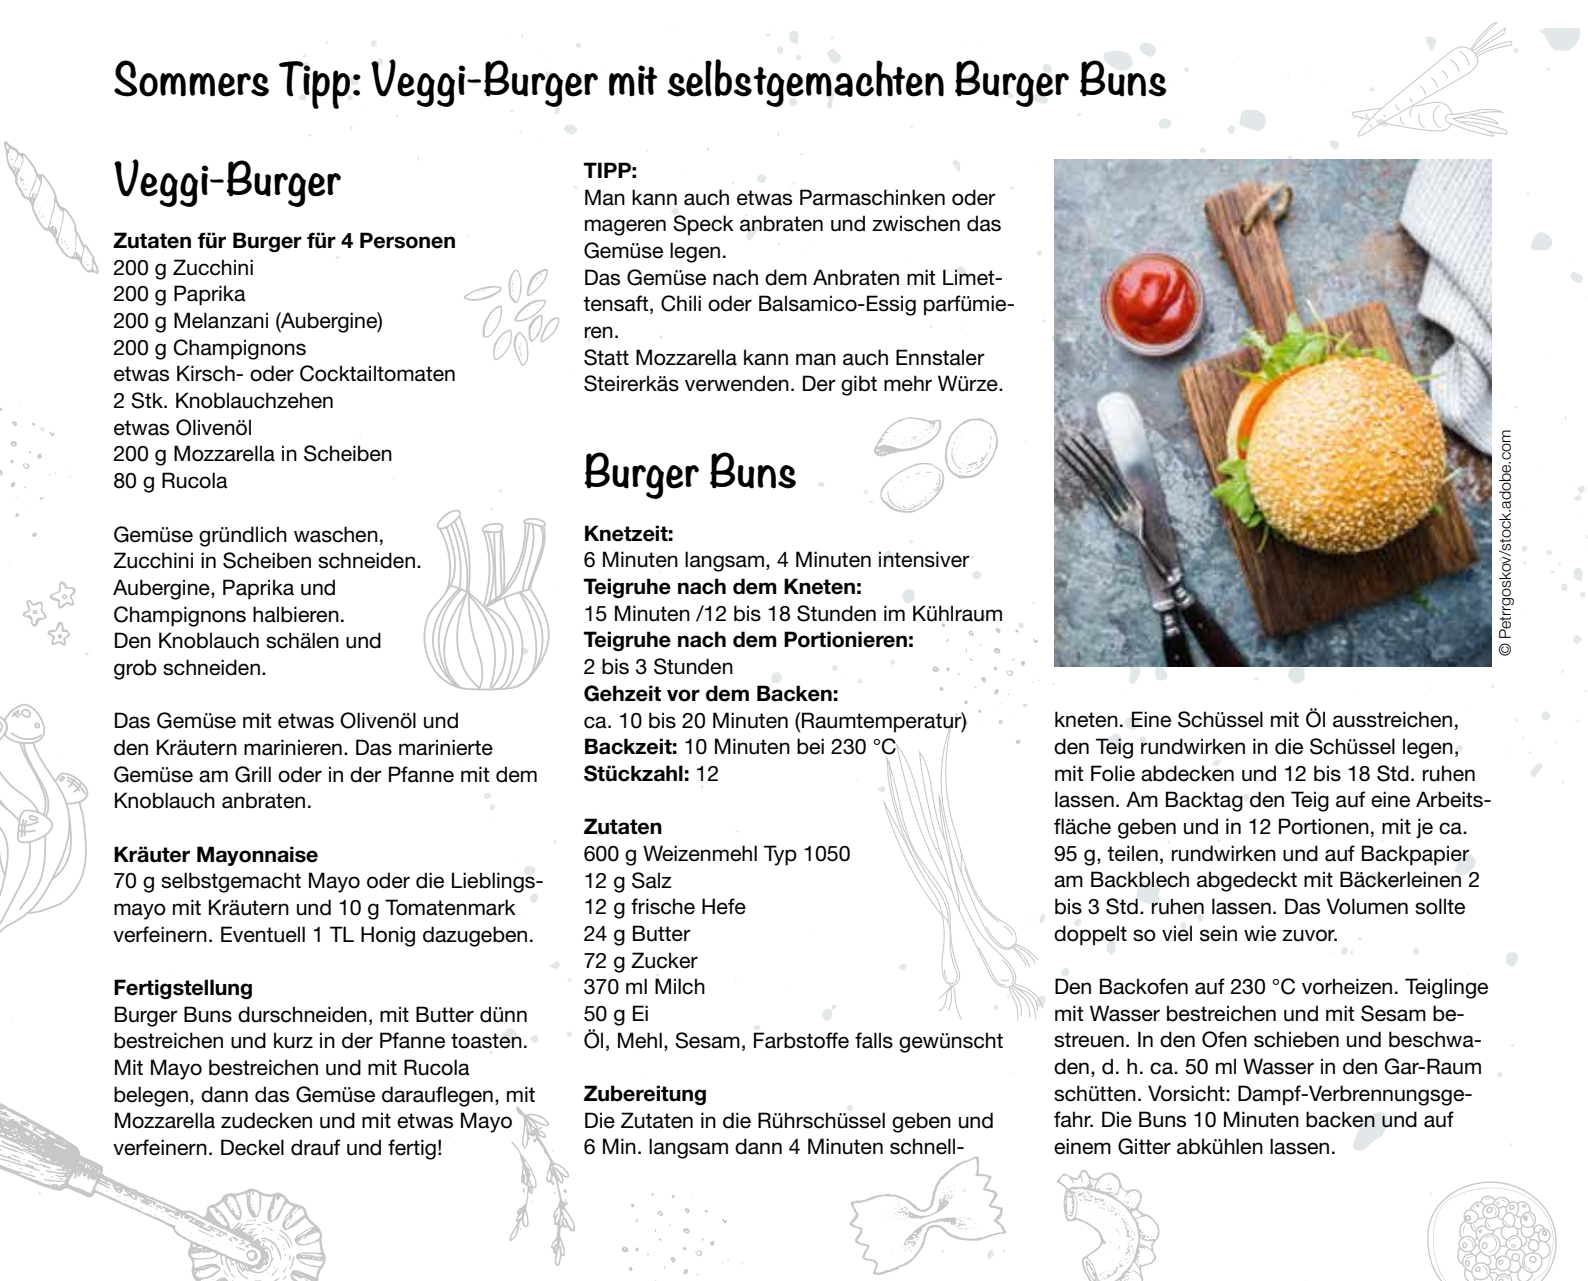 Sommers Tipp: Veggi-Burger mit selbstgemachten Burger Buns
Veggi-Burger
Zutaten für Burger für 4 Personen
200 g Zucchini
200 g Paprika
200 g Melanzani (Aubergine)
200 g Champignons
etwas Kirsch- oder Cocktailtomaten
2 Stk. Knoblauchzehen
etwas Olivenöl
200 g Mozzarella in Scheiben
80 g Rucola
Gemüse gründlich waschen,
Zucchini in Scheiben schneiden.
Aubergine, Paprika und
Champignons halbieren.
Den Knoblauch schälen und
grob schneiden.
Das Gemüse mit etwas Olivenöl und
den Kräutern marinieren. Das marinierte
Gemüse am Grill oder in der Pfanne mit dem
Knoblauch anbraten.
Kräuter Mayonnaise
70 g selbstgemacht Mayo oder die Lieblings-
mayo mit Kräutern und 10 g Tomatenmark
verfeinern. Eventuell 1 TL Honig dazugeben.
Fertigstellung
Burger Buns durschneiden, mit Butter dünn
bestreichen und kurz in der Pfanne toasten.
Mit Mayo bestreichen und mit Rucola
belegen, dann das Gemüse darauflegen, mit
Mozzarella zudecken und mit etwas Mayo
verfeinern. Deckel drauf und fertig!
TIPP:
Man kann auch etwas Parmaschinken oder
mageren Speck anbraten und zwischen das
Gemüse legen.
Das Gemüse nach dem Anbraten mit Limet-
tensaft, Chili oder Balsamico-Essig parfümie-
ren.
Statt Mozzarella kann man auch Ennstaler
Steirerkäs verwenden. Der gibt mehr Würze.
Burger Buns
Knetzeit:
6 Minuten langsam, 4 Minuten intensiver
Teigruhe nach dem Kneten:
15 Minuten /12 bis 18 Stunden im Kühlraum
Teigruhe nach dem Portionieren:
2 bis 3 Stunden
Gehzeit vor dem Backen:
ca. 10 bis 20 Minuten (Raumtemperatur)
Backzeit: 10 Minuten bei 230 °C
Stückzahl: 12
Zutaten
600 g Weizenmehl Typ 1050
12 g Salz
12 g frische Hefe
24 g Butter
72 g Zucker
370 ml Milch
50 g Ei
Öl, Mehl, Sesam, Farbstoffe falls gewünscht
Zubereitung
Die Zutaten in die Rührschüssel geben und
6 Min. langsam dann 4 Minuten schnell-
© Petrrgoskov/stock.adobe.com
kneten. Eine Schüssel mit Öl ausstreichen,
den Teig rundwirken in die Schüssel legen,
mit Folie abdecken und 12 bis 18 Std. ruhen
lassen. Am Backtag den Teig auf eine Arbeits-
fläche geben und in 12 Portionen, mit je ca.
95 g, teilen, rundwirken und auf Backpapier
am Backblech abgedeckt mit Bäckerleinen 2
bis 3 Std. ruhen lassen. Das Volumen sollte
doppelt so viel sein wie zuvor.
Den Backofen auf 230 °C vorheizen. Teiglinge
mit Wasser bestreichen und mit Sesam be-
streuen. In den Ofen schieben und beschwa-
den, d. h. ca. 50 ml Wasser in den Gar-Raum
schütten. Vorsicht: Dampf-Verbrennungsge-
fahr. Die Buns 10 Minuten backen und auf
einem Gitter abkühlen lassen.